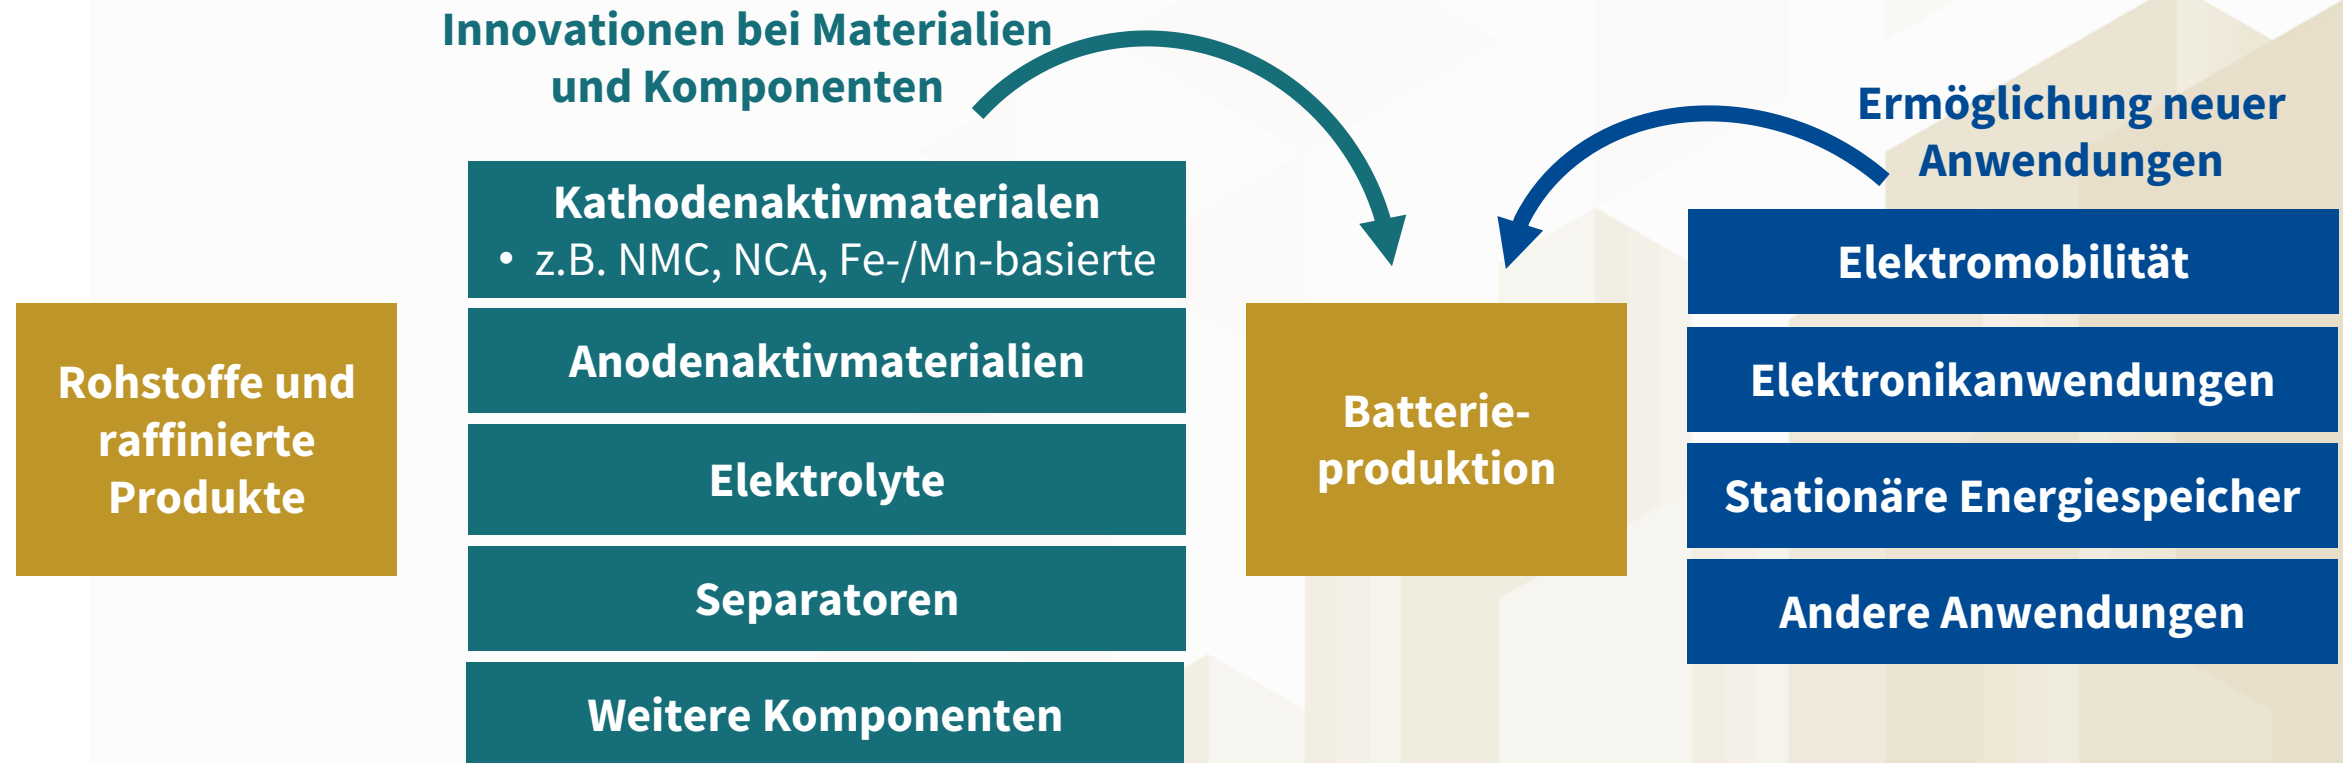 Innovationen bei Materialien
und Komponenten
Ermöglichung neuer
Anwendungen
Rohstoffe und
raffinierte
Produkte
Kathodenaktivmaterialen
• z.B. NMC, NCA, Fe-/Mn-basierte
Anodenaktivmaterialien
Elektrolyte
Separatoren
Weitere Komponenten
Batterie-
produktion
Elektromobilität
Elektronikanwendungen
Stationäre Energiespeicher
Andere Anwendungen